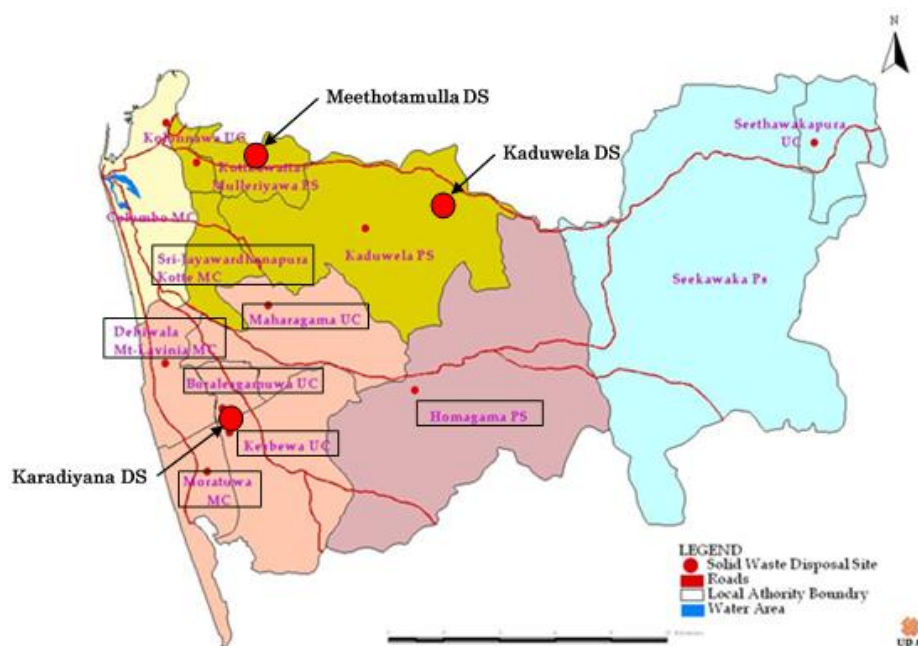 N
Meethotamulla DS
Kaduwela DS
Seethawakapura
UC
Kolonnawa UC
Kotikawatta
Mulleriyawa PS
Columbo MC
Kaduwela PS
Sri-Jayawardhanapura
Kotte MC
Seekawaka Ps
Maharagama UC
Dehiwala
Mt-Lavinia MC
Boralesgamuwa UC
Homagama PS
Kesbewa UC
Karadiyana DS
Moratuwa
MC
LEGEND
Solid Waste Disposal Site
Roads
Local Athority Boundry
Water Area